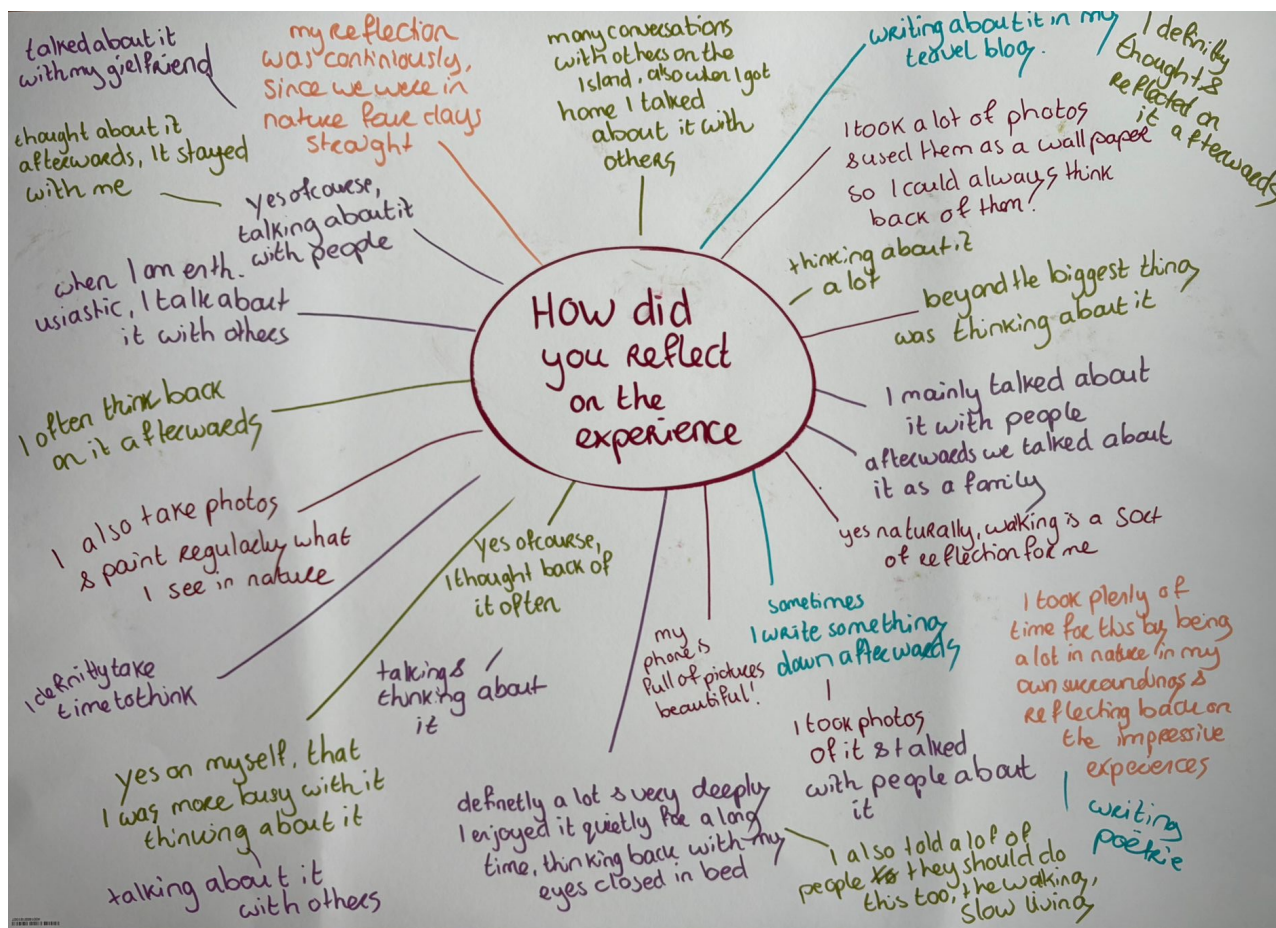 talked about it
with my girlfriend
my reflection
was continiously,
since we were in
nature four days
straught
many conversations
with others on the
Island, also when I got
home I talked
about it with
others
writing about it in my
travel blog.
I definitly
thought &
reflected on
it afterwards
I took a lot of photos
& used them as a wall paper
so I could always think
back of them!
thought about it
afterwards, It stayed
with me
yes ofcourse,
talking about it
with people
when I am enth-
usiastic, I talk about
it with others
thinking about it
a lot
beyond the biggest thing
was thinking about it
How did
you reflect
on the
experience
I often think back
on it afterwards
I mainly talked about
it with people
afterwards we talked about
it as a family
yes naturally, walking is a sort
of reflection for me
I also take photos
& paint regularly what
I see in nature
yes ofcourse,
I thought back of
it often
I definitly take
time to think
talking &
thinking about
it
my
phone is
full of pictures
beautiful!
sometimes
I write something
down afterwards
I took photos
of it & talked
with people about
it
I took plenty of
time for this by being
a lot in nature in my
own surroundings &
reflecting back on
the impressive
experiences
writing
poëtrie
yes on myself, that
I was more busy with it
thinking about it
talking about it
with others
definetly a lot & very deeply
I enjoyed it quietly for a long
time, thinking back with my
eyes closed in bed
I also told a lot of
people they should do
this too, the walking,
slow living